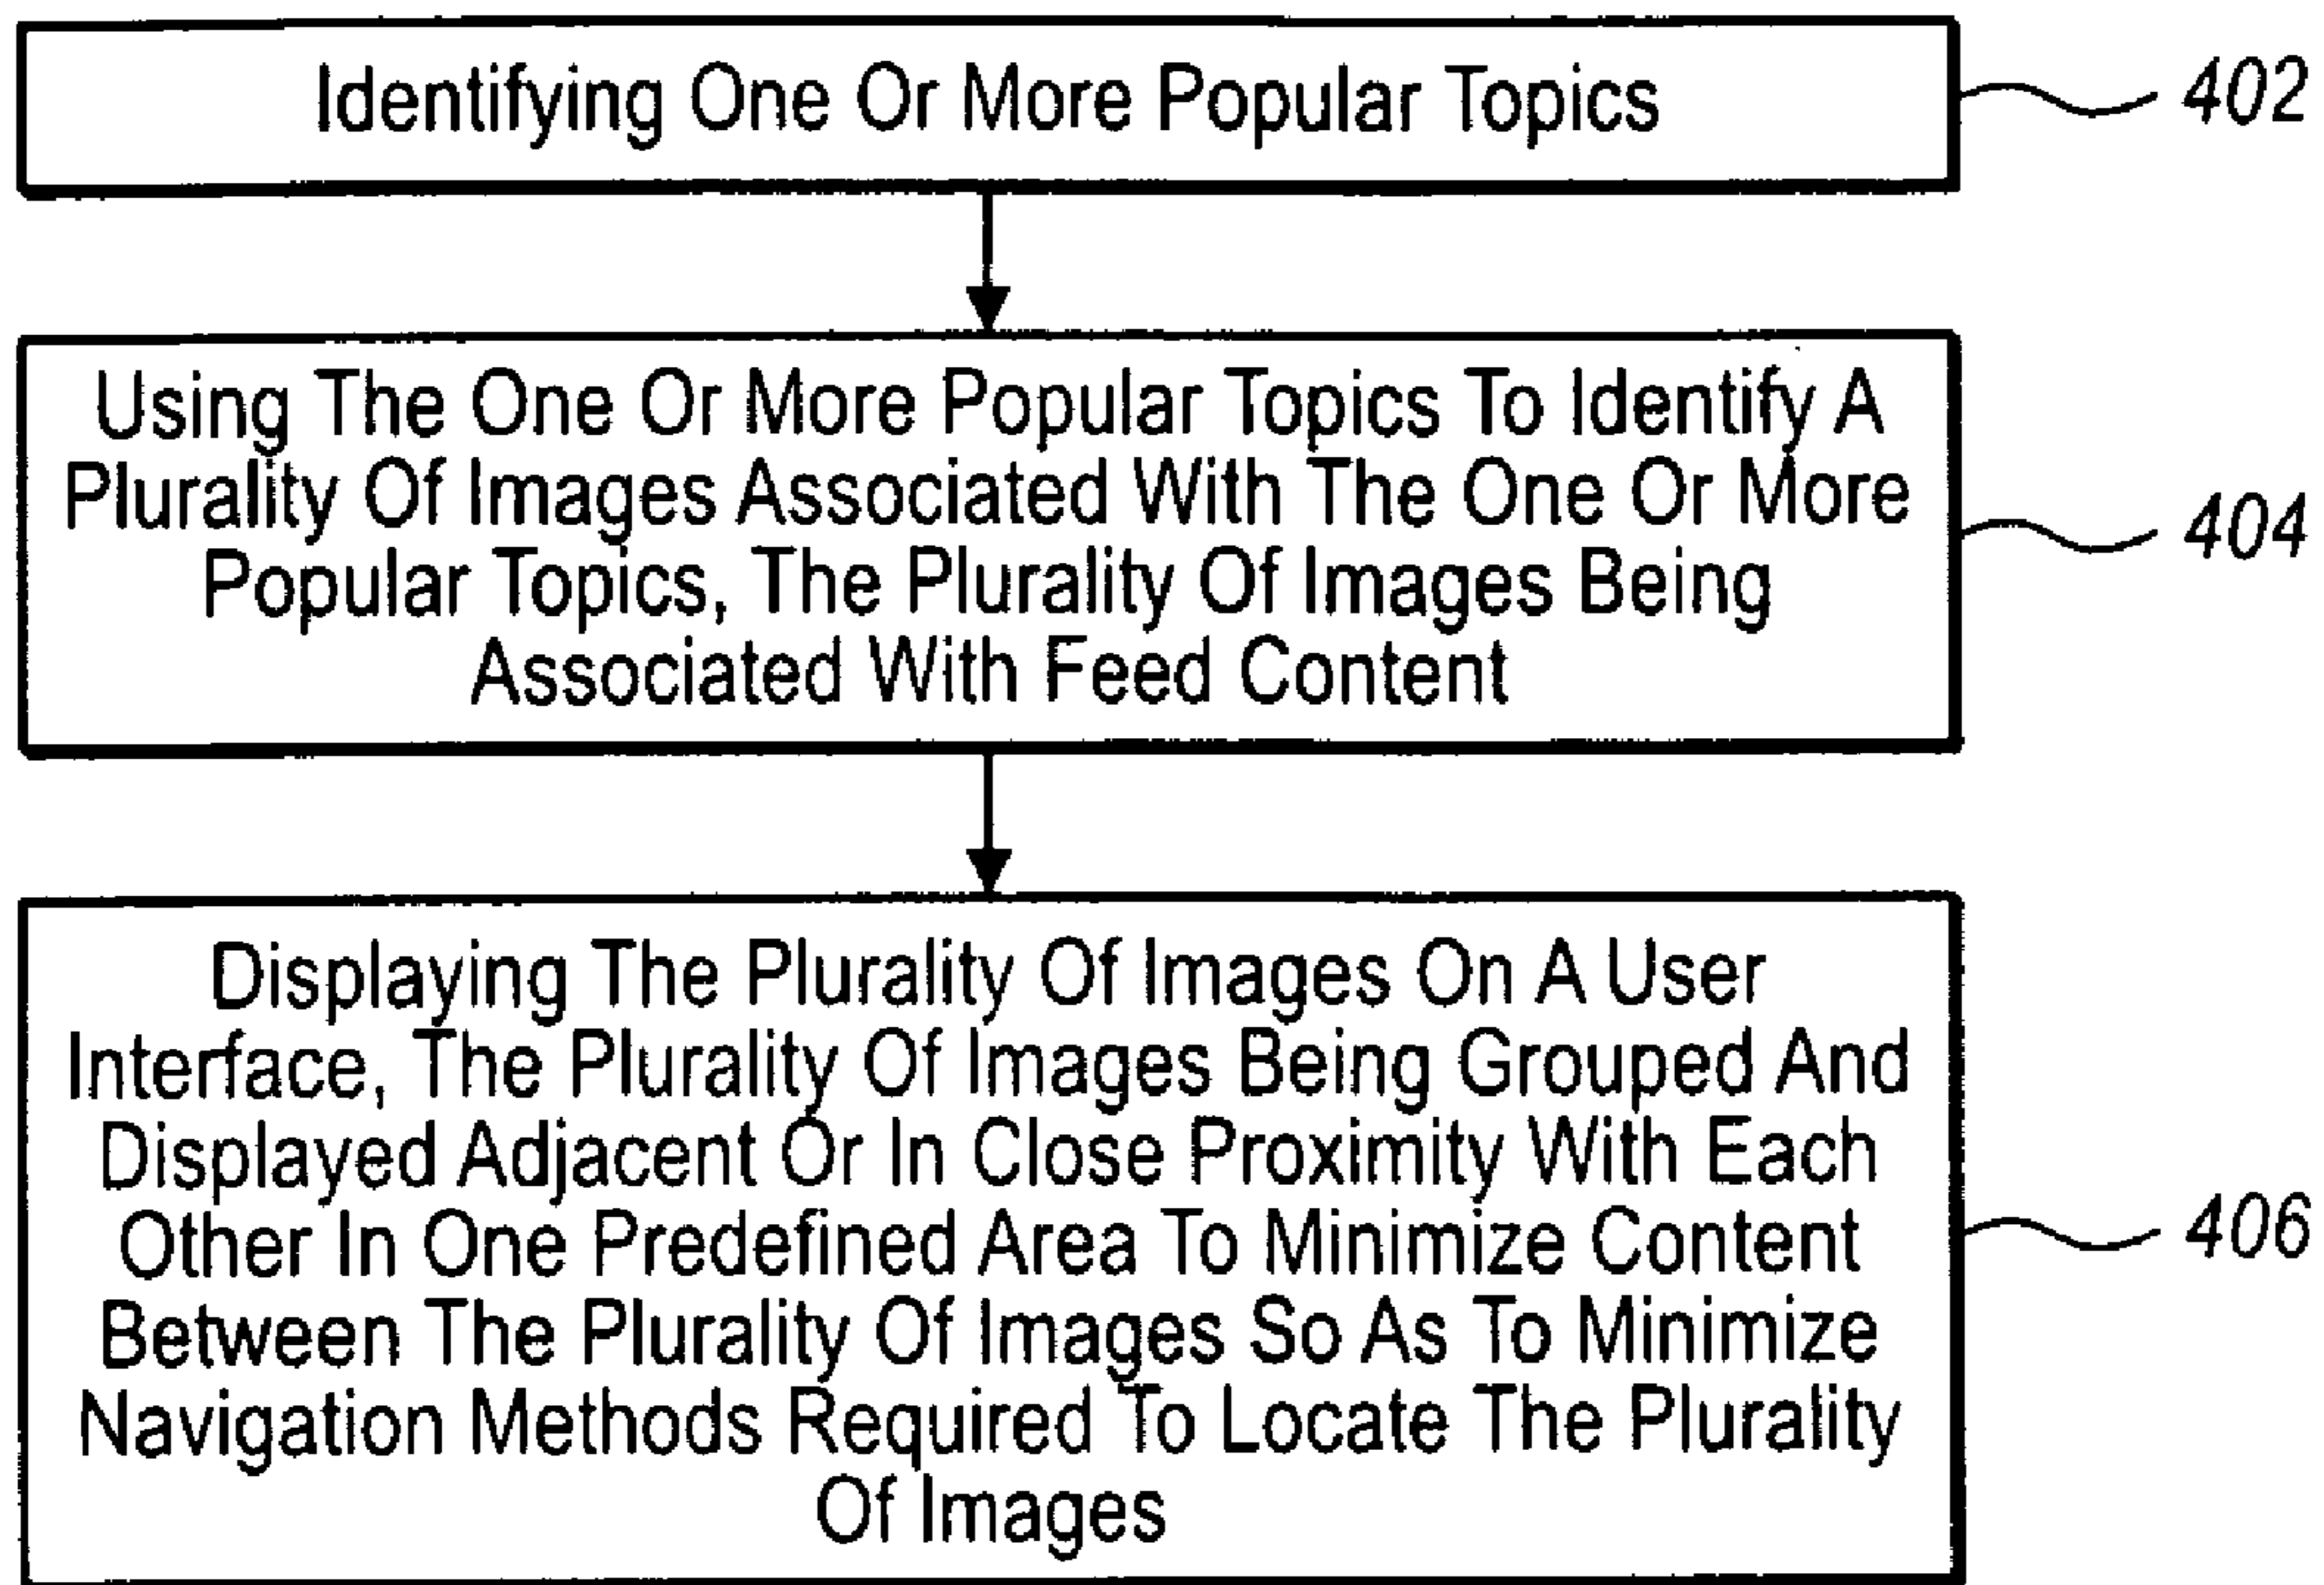 Identifying One Or More Popular Topics
402
Using The One Or More Popular Topics To Identify A
Plurality Of Images Associated With The One Or More
Popular Topics, The Plurality Of Images Being
Associated With Feed Content
404
Displaying The Plurality Of Images On A User
Interface, The Plurality Of Images Being Grouped And
Displayed Adjacent Or In Close Proximity With Each
Other In One Predefined Area To Minimize Content
Between The Plurality Of Images So As To Minimize
Navigation Methods Required To Locate The Plurality
Of Images
406